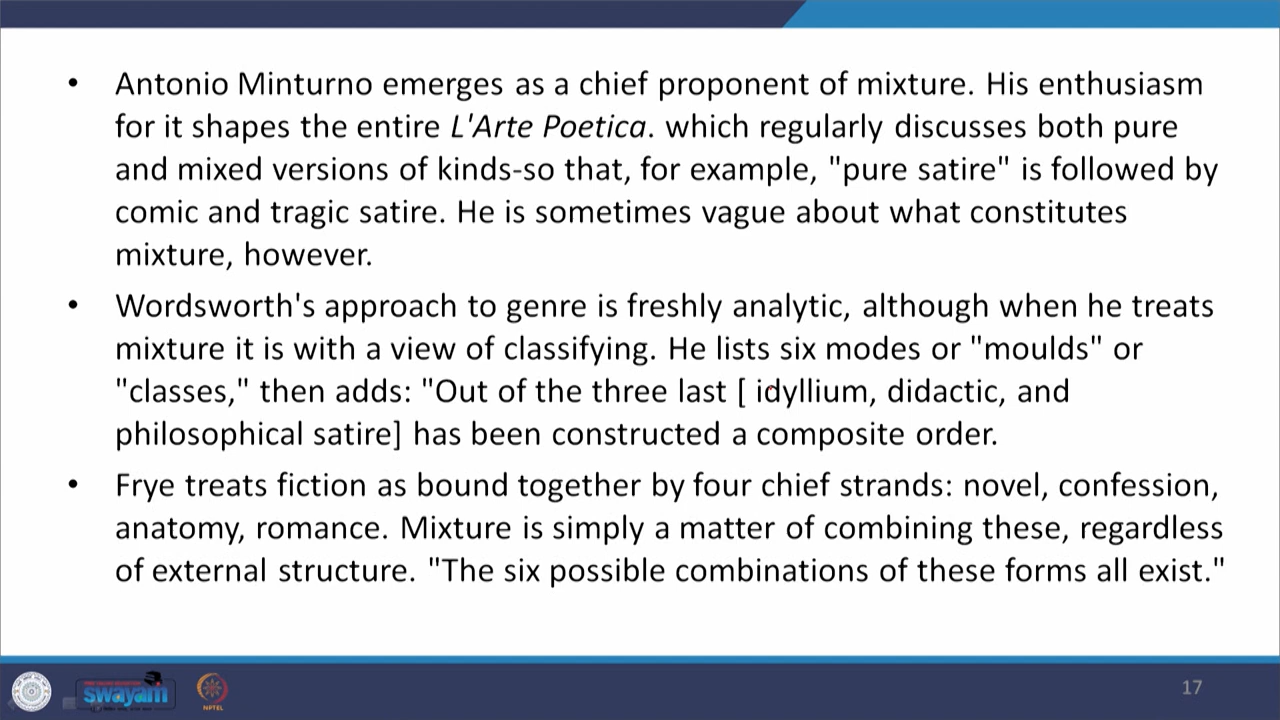 • Antonio Minturno emerges as a chief proponent of mixture. His enthusiasm
for it shapes the entire L'Arte Poetica. which regularly discusses both pure
and mixed versions of kinds-so that, for example, "pure satire" is followed by
comic and tragic satire. He is sometimes vague about what constitutes
mixture, however.
• Wordsworth's approach to genre is freshly analytic, although when he treats
mixture it is with a view of classifying. He lists six modes or "moulds" or
"classes," then adds: "Out of the three last [ idyllium, didactic, and
philosophical satire] has been constructed a composite order.
• Frye treats fiction as bound together by four chief strands: novel, confession,
anatomy, romance. Mixture is simply a matter of combining these, regardless
of external structure. "The six possible combinations of these forms all exist."
swayam
NPTEL
17